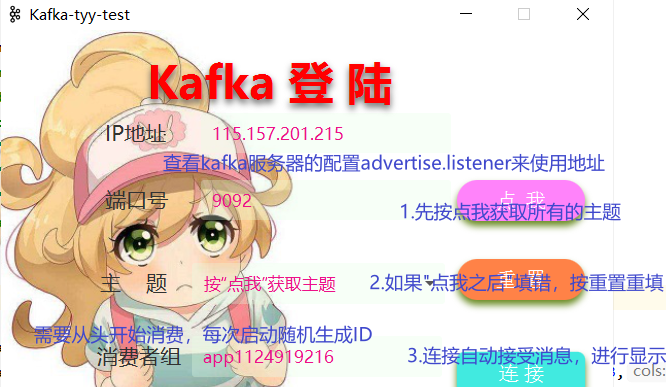 Kafka-tyy-test
Kafka 登 陆
IP地址 115.157.201.215
查看kafka服务器的配置advertise.listener来使用地址
端口号 9092 点 我
1.先按点我获取所有的主题
主 题 按"点我"获取主题 重 置
2.如果"点我之后"填错，按重置重填
需要从头开始消费，每次启动随机生成ID
消费者组 app1124919216
3.连接自动接受消息，进行显示
连 接
, cols: